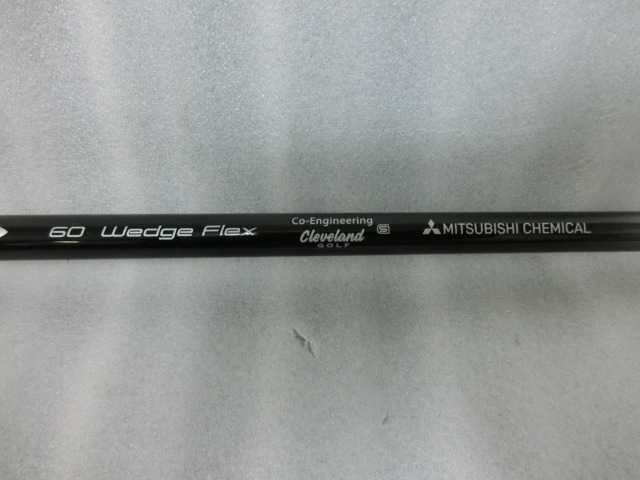 60 Wedge Flex
Co-Engineering
Cleveland
GOLF
S
MITSUBISHI CHEMICAL